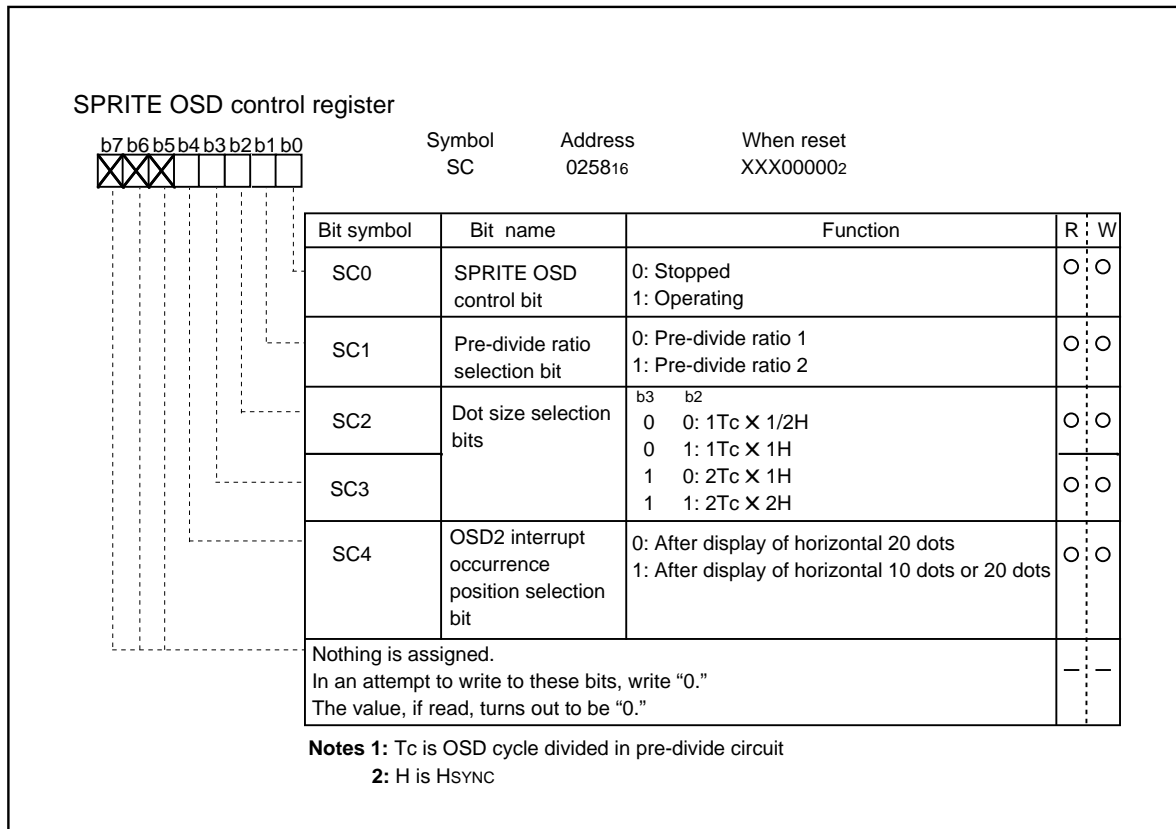 SPRITE OSD control register
b7 b6 b5 b4 b3 b2 b1 b0
Symbol Address When reset
SC 025816 XXX000002
Bit symbol Bit name Function R W
SC0 SPRITE OSD control bit 0: Stopped
1: Operating
SC1 Pre-divide ratio selection bit 0: Pre-divide ratio 1
1: Pre-divide ratio 2
SC2 Dot size selection bits b3 b2
0 0: 1Tc X 1/2H
0 1: 1Tc X 1H
SC3 1 0: 2Tc X 1H
1 1: 2Tc X 2H
SC4 OSD2 interrupt occurrence position selection bit 0: After display of horizontal 20 dots
1: After display of horizontal 10 dots or 20 dots
Nothing is assigned.
In an attempt to write to these bits, write “0.”
The value, if read, turns out to be “0.”
Notes 1: Tc is OSD cycle divided in pre-divide circuit
2: H is HSYNC